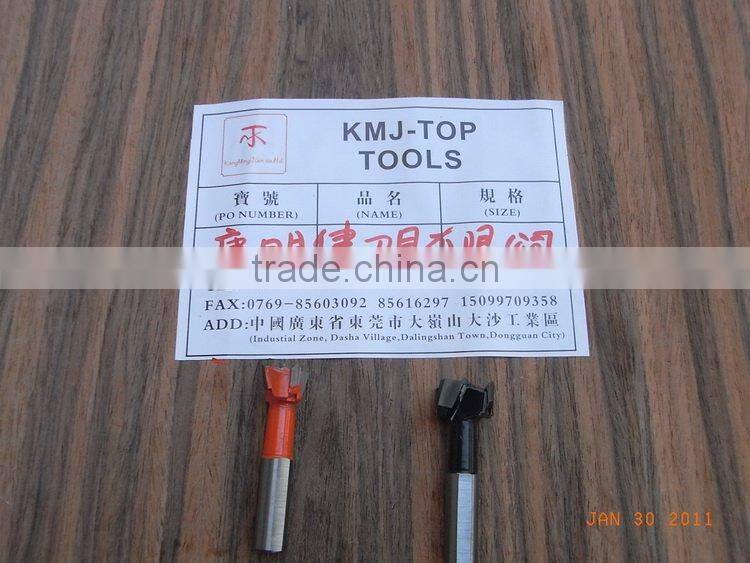 KMJ-TOP
TOOLS
寶號 品名 規格
(PO NUMBER) (NAME) (SIZE)
trade.china.cn
FAX:0769-85603092 85616297 15099709358
ADD:中國廣東省東莞市大嶺山大沙工業區
(Industial Zone, Dasha Village,Dalingshan Town,Dongguan City)
JAN 30 2011